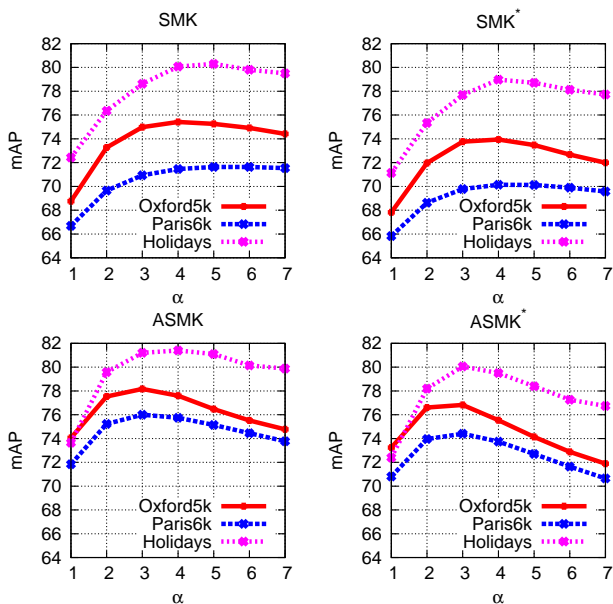 SMK
82
80
78
76
74
72
70
68
66
64
mAP
Oxford5k
Paris6k
Holidays
1 2 3 4 5 6 7
α
SMK*
82
80
78
76
74
72
70
68
66
64
mAP
Oxford5k
Paris6k
Holidays
1 2 3 4 5 6 7
α
ASMK
82
80
78
76
74
72
70
68
66
64
mAP
Oxford5k
Paris6k
Holidays
1 2 3 4 5 6 7
α
ASMK*
82
80
78
76
74
72
70
68
66
64
mAP
Oxford5k
Paris6k
Holidays
1 2 3 4 5 6 7
α